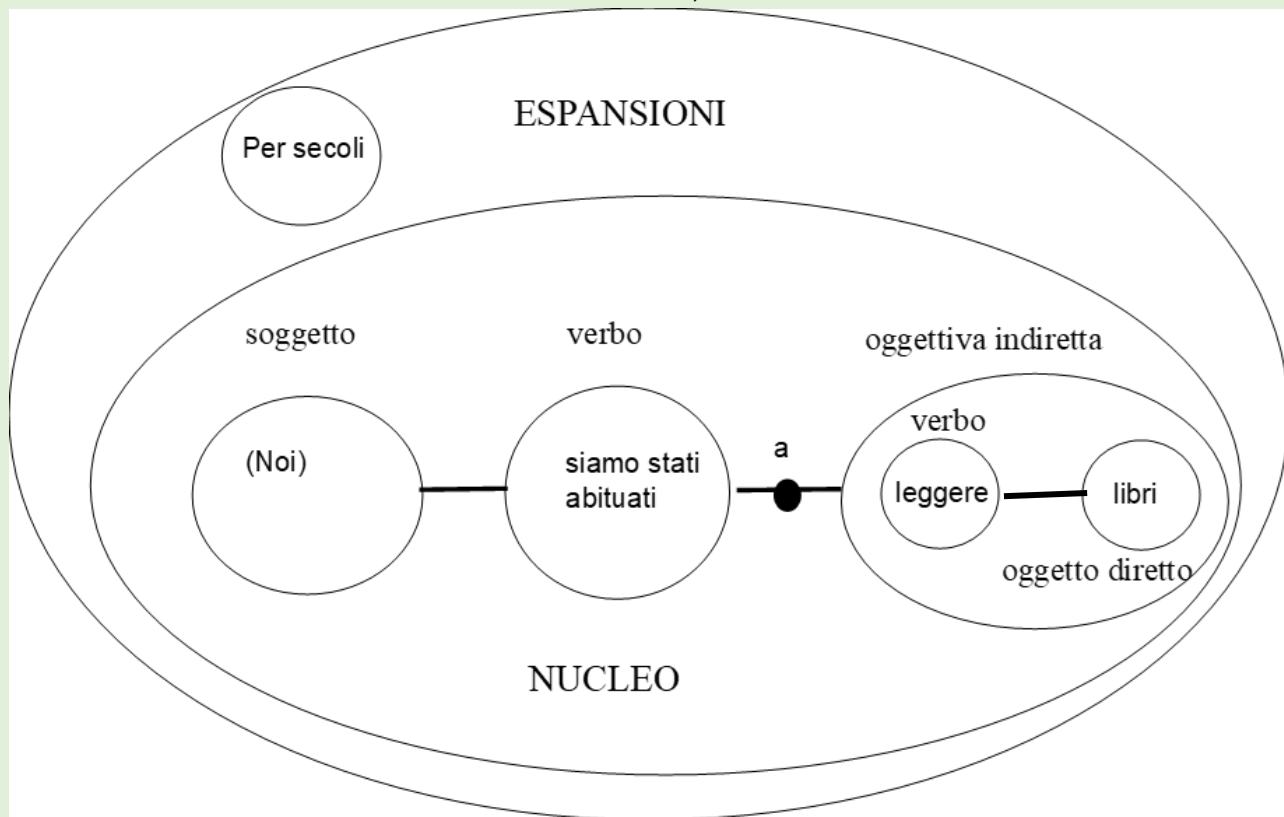 ESPANSIONI
Per secoli
soggetto
verbo
oggettiva indiretta
(Noi)
siamo stati
abituati
a
verbo
leggere
libri
oggetto diretto
NUCLEO